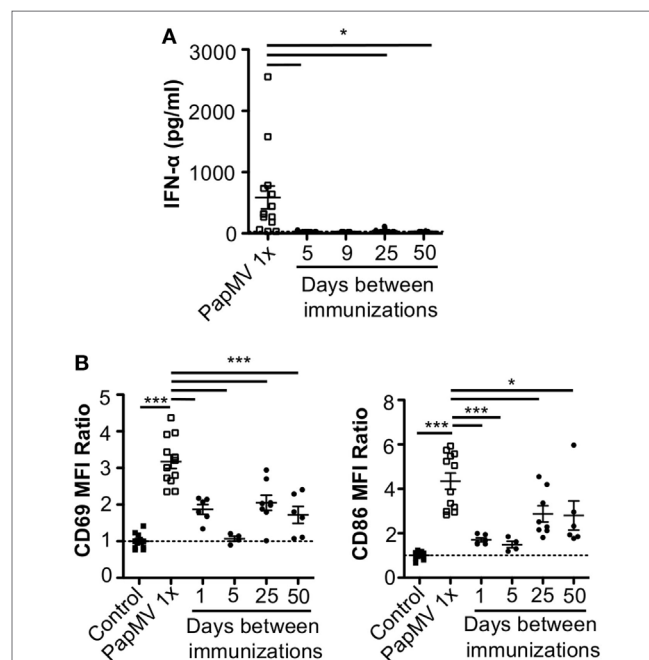 A
*
3000
2000
1000
0
IFN-α (pg/ml)
PapMV 1x
5 9 25 50
Days between
immunizations
B
***
***
5
4
3
2
1
0
CD69 MFI Ratio
Control
PapMV 1x
1 5 25 50
Days between
immunizations
*
***
***
8
6
4
2
0
CD86 MFI Ratio
Control
PapMV 1x
1 5 25 50
Days between
immunizations